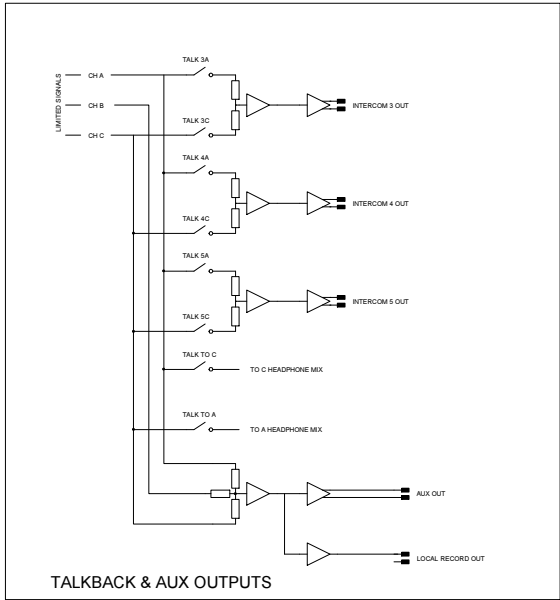 TALK 3A
LIMITED SIGNALS
CH A
CH B
INTERCOM 3 OUT
TALK 3C
CH C
TALK 4A
INTERCOM 4 OUT
TALK 4C
TALK 5A
INTERCOM 5 OUT
TALK 5C
TALK TO C
TO C HEADPHONE MIX
TALK TO A
TO A HEADPHONE MIX
AUX OUT
LOCAL RECORD OUT
TALKBACK & AUX OUTPUTS